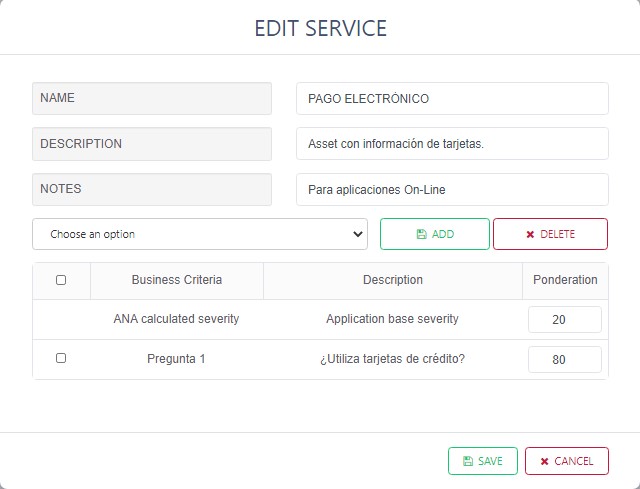 EDIT SERVICE
NAME PAGO ELECTRÓNICO
DESCRIPTION Asset con información de tarjetas.
NOTES Para aplicaciones On-Line
Choose an option ADD DELETE
Business Criteria Description Ponderation
ANA calculated severity Application base severity 20
Pregunta 1 ¿Utiliza tarjetas de crédito? 80
SAVE CANCEL